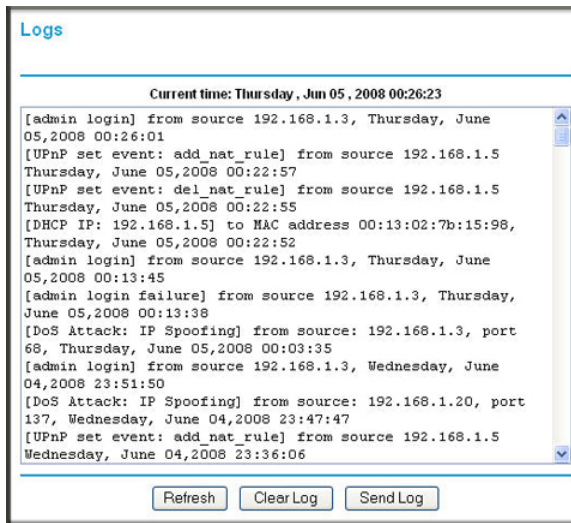 Logs
Current time: Thursday , Jun 05 , 2008 00:26:23
[admin login] from source 192.168.1.3, Thursday, June
05,2008 00:26:01
[UPnP set event: add_nat_rule] from source 192.168.1.5
Thursday, June 05,2008 00:22:57
[UPnP set event: del_nat_rule] from source 192.168.1.5
Thursday, June 05,2008 00:22:55
[DHCP IP: 192.168.1.5] to MAC address 00:13:02:7b:15:98,
Thursday, June 05,2008 00:22:52
[admin login] from source 192.168.1.3, Thursday, June
05,2008 00:13:45
[admin login failure] from source 192.168.1.3, Thursday,
June 05,2008 00:13:38
[DoS Attack: IP Spoofing] from source: 192.168.1.3, port
68, Thursday, June 05,2008 00:03:35
[admin login] from source 192.168.1.3, Wednesday, June
04,2008 23:51:50
[DoS Attack: IP Spoofing] from source: 192.168.1.20, port
137, Wednesday, June 04,2008 23:47:47
[UPnP set event: add_nat_rule] from source 192.168.1.5
Wednesday, June 04,2008 23:36:06
Refresh Clear Log Send Log